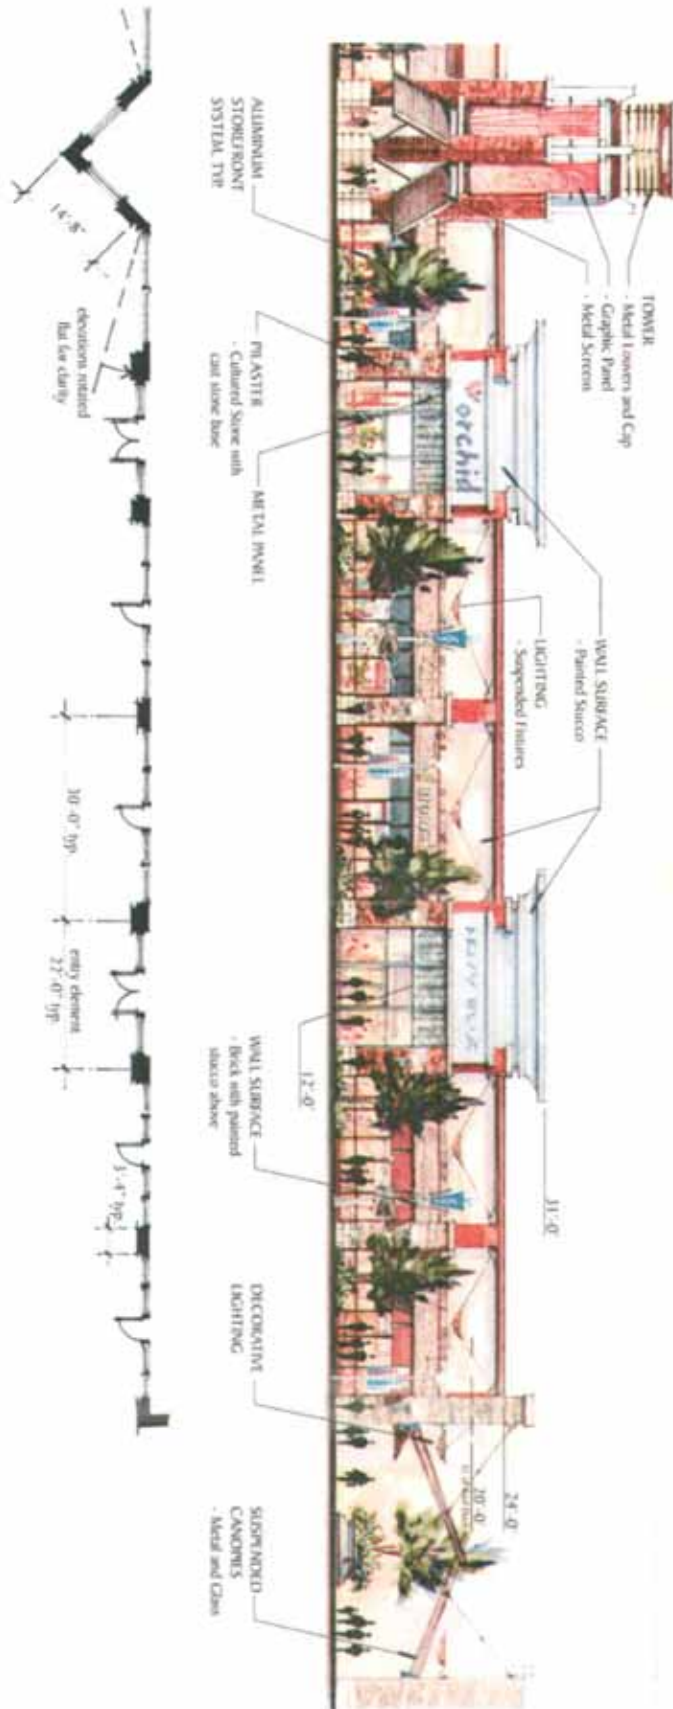 TOWER
- Metal Louvers and Cap
- Graphic Panel
- Metal Screens
WALL SURFACE
- Painted Stucco
LIGHTING
- Suspended Fixtures
orchid
31'-0"
24'-0"
20'-0"
12'-0"
ALUMINUM
STOREFRONT
SYSTEM, TYP.
PILASTER
- Cultured Stone with
cast stone base
METAL PANEL
WALL SURFACE
- Brick with painted
stucco above
DECORATIVE
LIGHTING
SUSPENDED
CANOPIES
- Metal and Glass
14'-8"
elevations rotated
flat for clarity
30'-0" typ.
entry element
22'-0" typ.
3'-4" typ.